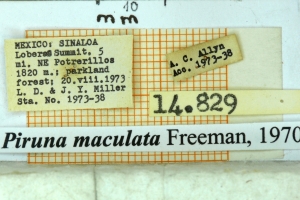 10
MEXICO: SINALOA
Loberas Summit, 5
mi. NE Potrerillos
1820 m.; parkland
forest; 20.viii.1973
L. D. & J. Y. Miller
Sta. No. 1973-38
A. C. Allyn
Acc. 1973-38
14.829
Piruna maculata Freeman, 1970